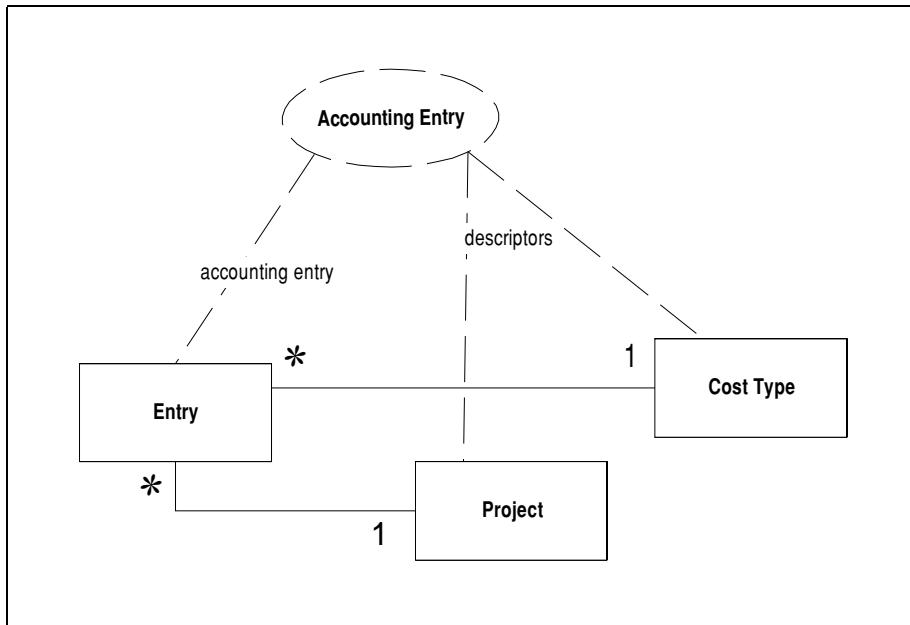 Accounting Entry
descriptors
accounting entry
*
1
Cost Type
Entry
*
1
Project